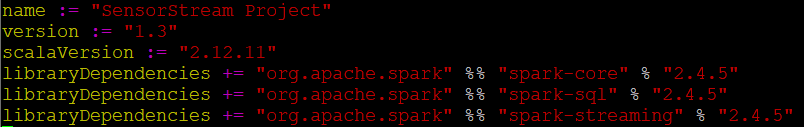 name := "SensorStream Project"
version := "1.3"
scalaVersion := "2.12.11"
libraryDependencies += "org.apache.spark" %% "spark-core" % "2.4.5"
libraryDependencies += "org.apache.spark" %% "spark-sql" % "2.4.5"
libraryDependencies += "org.apache.spark" %% "spark-streaming" % "2.4.5"